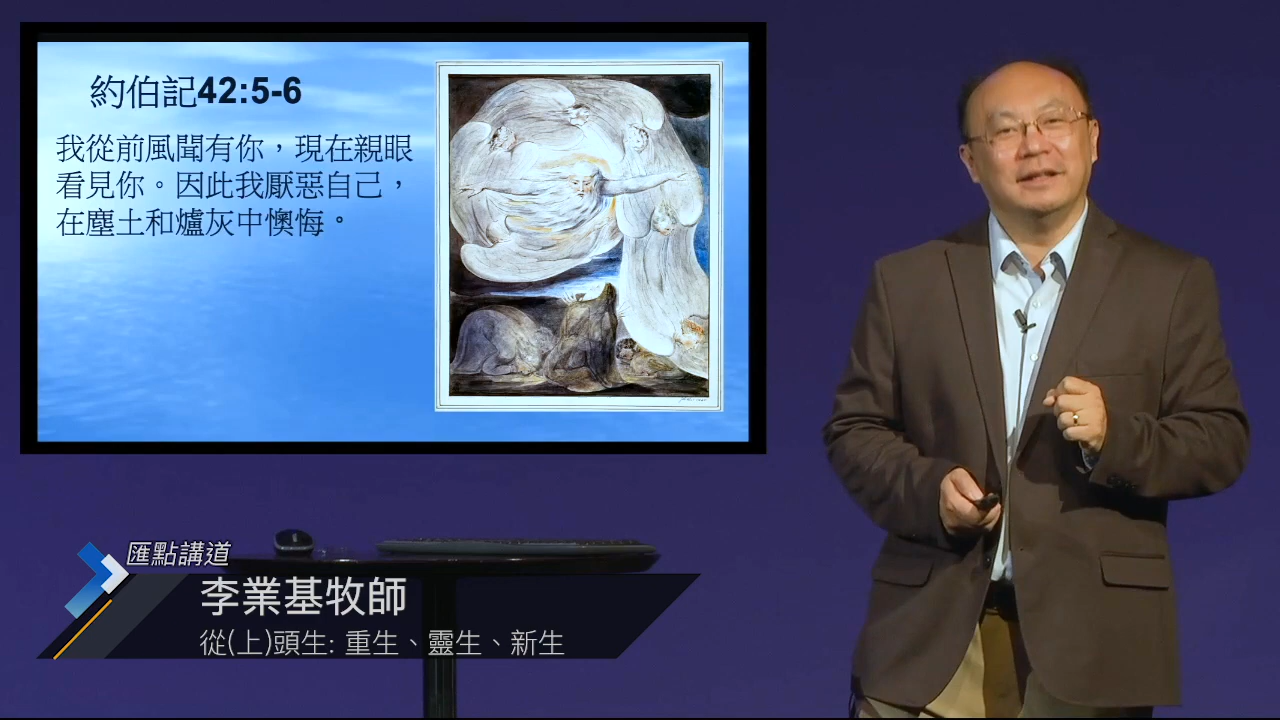 約伯記42:5-6
我從前風聞有你，現在親眼
看見你。因此我厭惡自己，
在塵土和爐灰中懊悔。
匯點講道
李業基牧師
從(上)頭生: 重生、靈生、新生